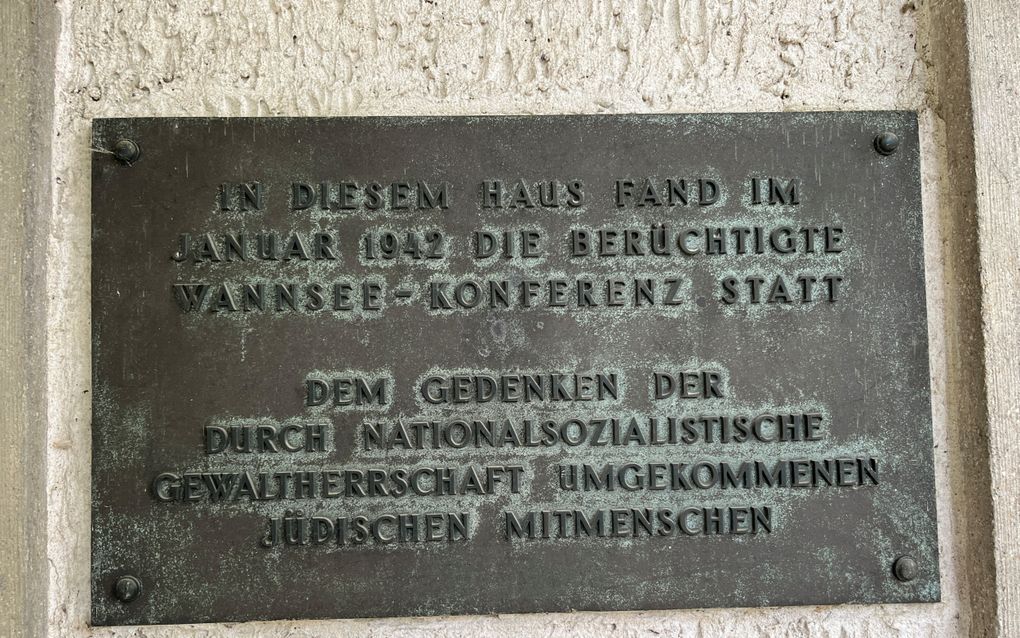 IN DIESEM HAUS FAND IM
JANUAR 1942 DIE BERÜCHTIGTE
WANNSEE-KONFERENZ STATT
DEM GEDENKEN DER
DURCH NATIONALSOZIALISTISCHE
GEWALTHERRSCHAFT UMGEKOMMENEN
JÜDISCHEN MITMENSCHEN